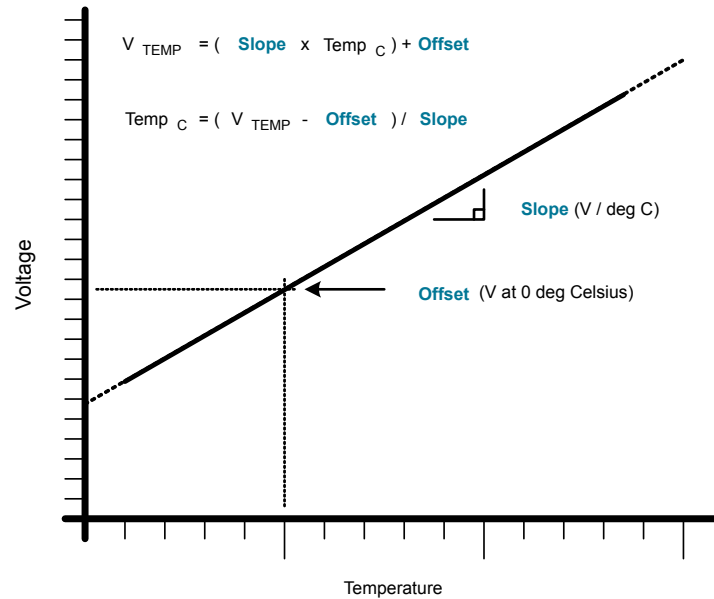 V TEMP = ( Slope x Temp C ) + Offset
Temp C = ( V TEMP - Offset ) / Slope
Slope (V / deg C)
Offset (V at 0 deg Celsius)
Voltage
Temperature